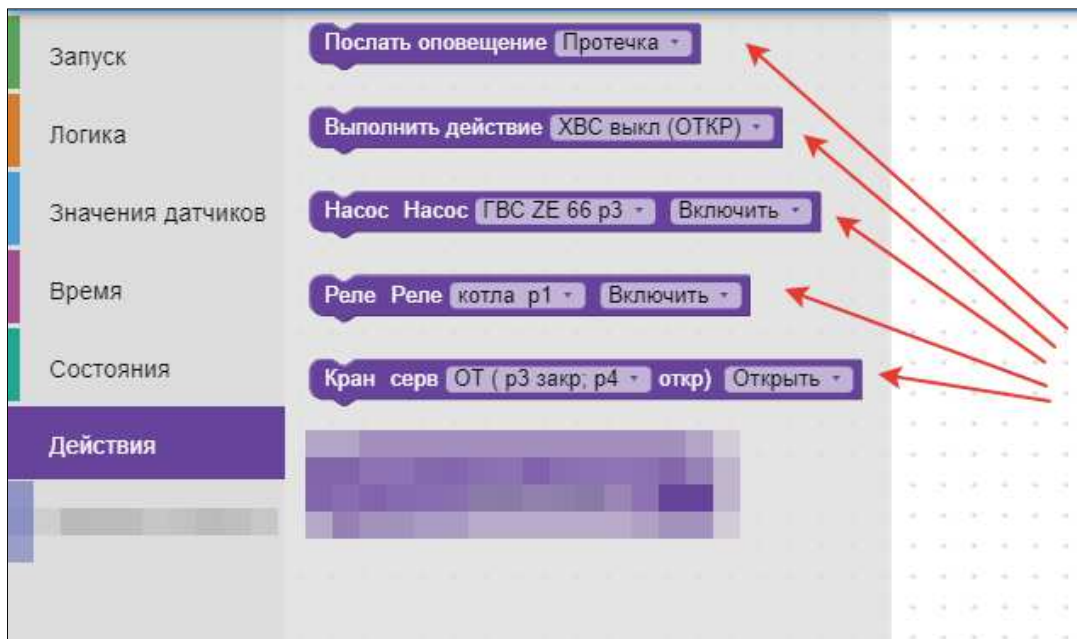 Запуск
Логика
Значения датчиков
Время
Состояния
Действия
Послать оповещение Протечка
Выполнить действие ХВС выкл (ОТКР)
Насос Насос ГВС ZE 66 р3 Включить
Реле Реле котла р1 Включить
Кран серв ОТ ( р3 закр; р4 откр) Открыть